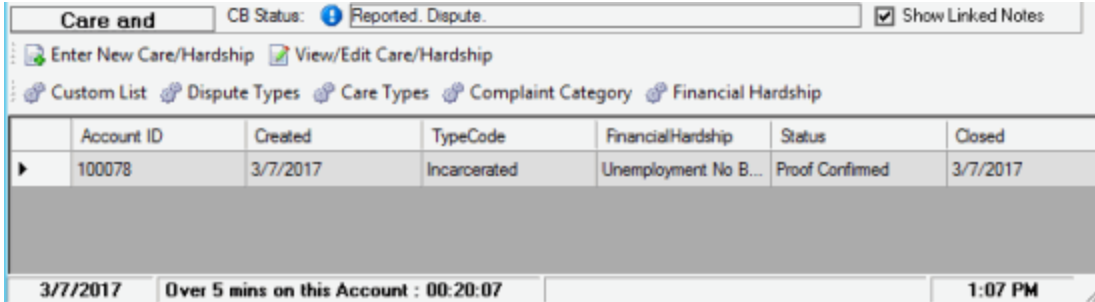 Care and CB Status: Reported. Dispute. Show Linked Notes
Enter New Care/Hardship View/Edit Care/Hardship
Custom List Dispute Types Care Types Complaint Category Financial Hardship
Account ID Created TypeCode FinancialHardship Status Closed
100078 3/7/2017 Incarcerated Unemployment No B... Proof Confirmed 3/7/2017
3/7/2017 Over 5 mins on this Account : 00:20:07 1:07 PM